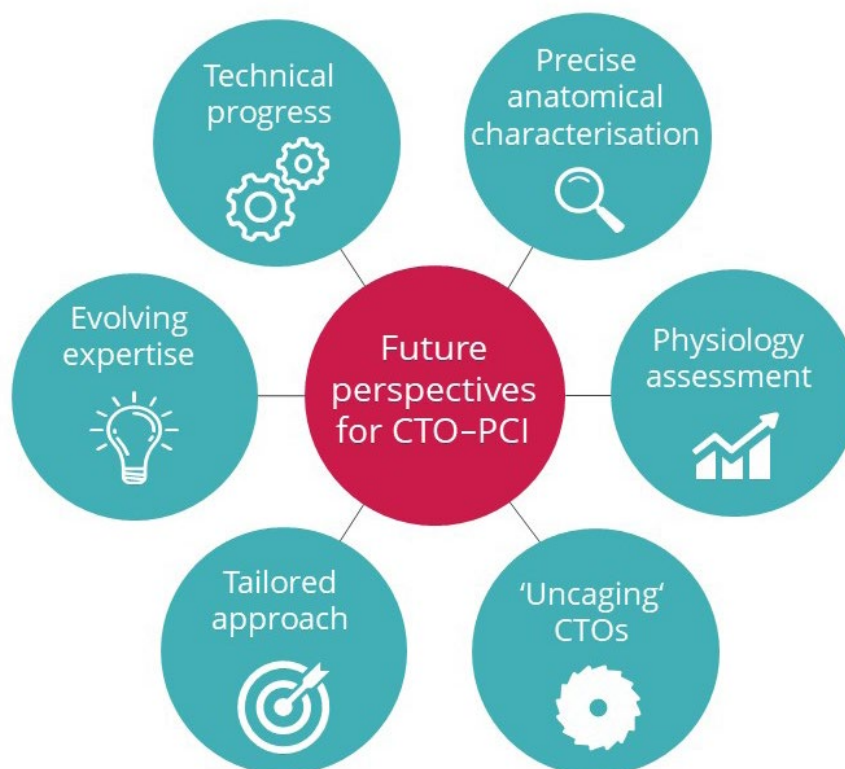 Technical
progress
Precise
anatomical
characterisation
Evolving
expertise
Future
perspectives
for CTO–PCI
Physiology
assessment
Tailored
approach
‘Uncaging‘
CTOs